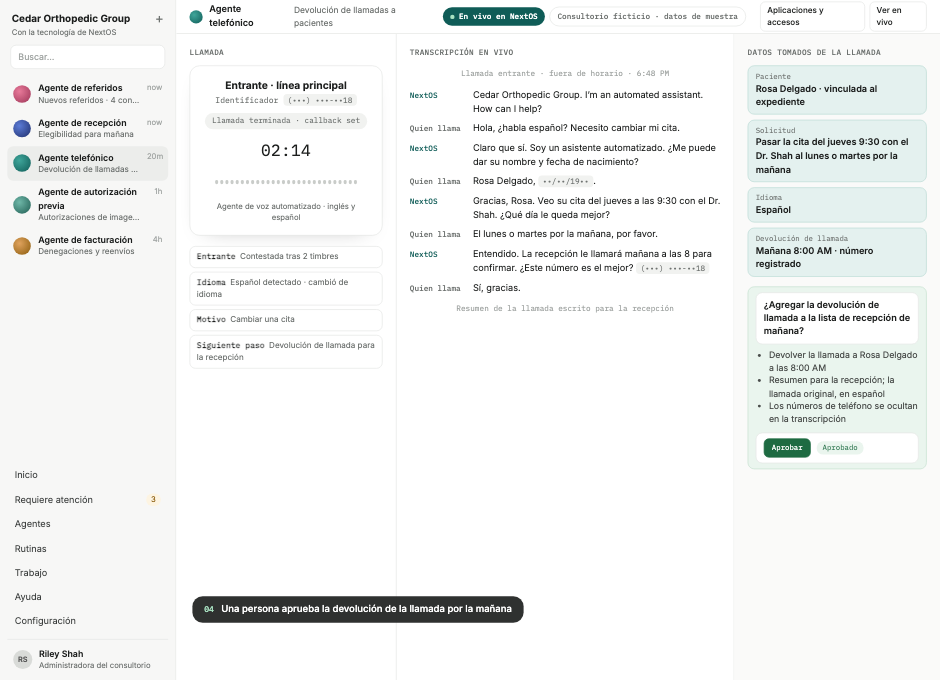 Cedar Orthopedic Group
+
Con la tecnología de NextOS
Buscar...
Agente de referidos
now
Nuevos referidos · 4 con...
Agente de recepción
now
Elegibilidad para mañana
Agente telefónico
20m
Devolución de llamadas ...
Agente de autorización
previa
1h
Autorizaciones de image...
Agente de facturación
4h
Denegaciones y reenvíos
Inicio
Requiere atención
3
Agentes
Rutinas
Trabajo
Ayuda
Configuración
RS
Riley Shah
Administradora del consultorio
Agente
telefónico
Devolución de llamadas a
pacientes
En vivo en NextOS
Consultorio ficticio · datos de muestra
Aplicaciones y
accesos
Ver en
vivo
LLAMADA
Entrante · línea principal
Identificador (•••) •••-••18
Llamada terminada · callback set
02:14
Agente de voz automatizado · inglés y
español
Entrante Contestada tras 2 timbres
Idioma Español detectado · cambió de
idioma
Motivo Cambiar una cita
Siguiente paso Devolución de llamada para
la recepción
TRANSCRIPCIÓN EN VIVO
Llamada entrante · fuera de horario · 6:48 PM
NextOS Cedar Orthopedic Group. I'm an automated assistant.
How can I help?
Quien llama Hola, ¿habla español? Necesito cambiar mi cita.
NextOS Claro que sí. Soy un asistente automatizado. ¿Me puede
dar su nombre y fecha de nacimiento?
Quien llama Rosa Delgado, ••/••/19••.
NextOS Gracias, Rosa. Veo su cita del jueves a las 9:30 con el Dr.
Shah. ¿Qué día le queda mejor?
Quien llama El lunes o martes por la mañana, por favor.
NextOS Entendido. La recepción le llamará mañana a las 8 para
confirmar. ¿Este número es el mejor? (•••) •••-••18
Quien llama Sí, gracias.
Resumen de la llamada escrito para la recepción
DATOS TOMADOS DE LA LLAMADA
Paciente
Rosa Delgado · vinculada al
expediente
Solicitud
Pasar la cita del jueves 9:30 con el
Dr. Shah al lunes o martes por la
mañana
Idioma
Español
Devolución de llamada
Mañana 8:00 AM · número
registrado
¿Agregar la devolución de
llamada a la lista de recepción de
mañana?
• Devolver la llamada a Rosa Delgado
a las 8:00 AM
• Resumen para la recepción; la
llamada original, en español
• Los números de teléfono se ocultan
en la transcripción
Aprobar
Aprobado
04 Una persona aprueba la devolución de la llamada por la mañana